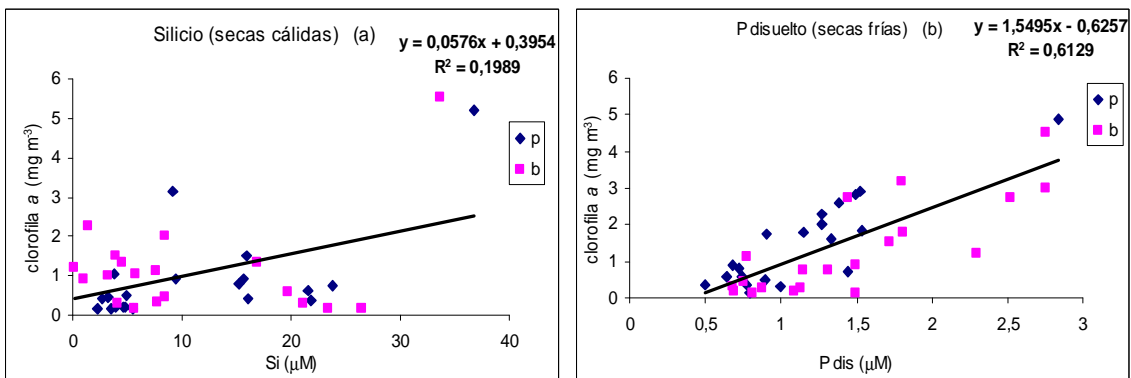 Silicio (secas cálidas) (a)
y = 0,0576x + 0,3954
R² = 0,1989
clorofila a (mg m⁻³)
6
5
4
3
2
1
0
0 10 20 30 40
Si (μM)
p
b
P disuelto (secas frías) (b)
y = 1,5495x - 0,6257
R² = 0,6129
clorofila a (mg m⁻³)
6
5
4
3
2
1
0
0 0,5 1 1,5 2 2,5 3
P dis (μM)
p
b